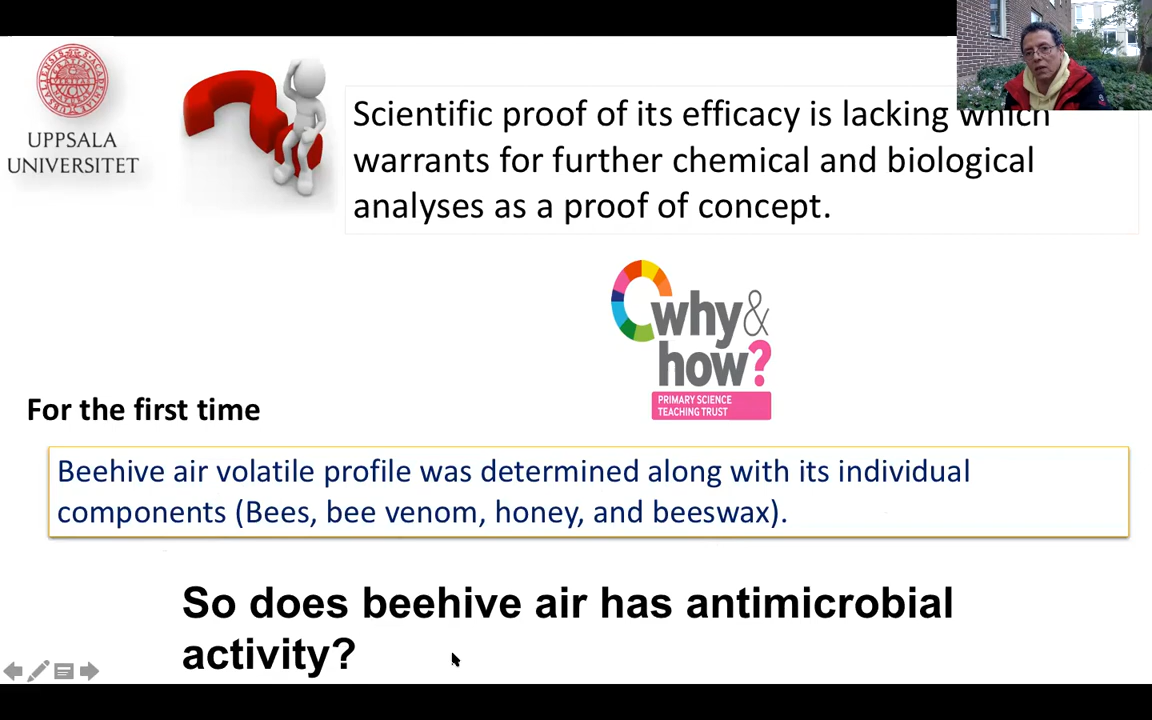 UPPSALA
UNIVERSITET
Scientific proof of its efficacy is lacking which
warrants for further chemical and biological
analyses as a proof of concept.
why&
how?
PRIMARY SCIENCE
TEACHING TRUST
For the first time
Beehive air volatile profile was determined along with its individual
components (Bees, bee venom, honey, and beeswax).
So does beehive air has antimicrobial
activity?